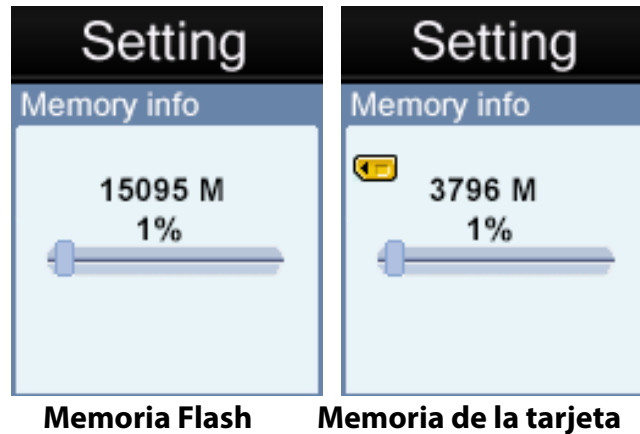 Setting
Memory info
15095 M
1%
Memoria Flash
Setting
Memory info
3796 M
1%
Memoria de la tarjeta